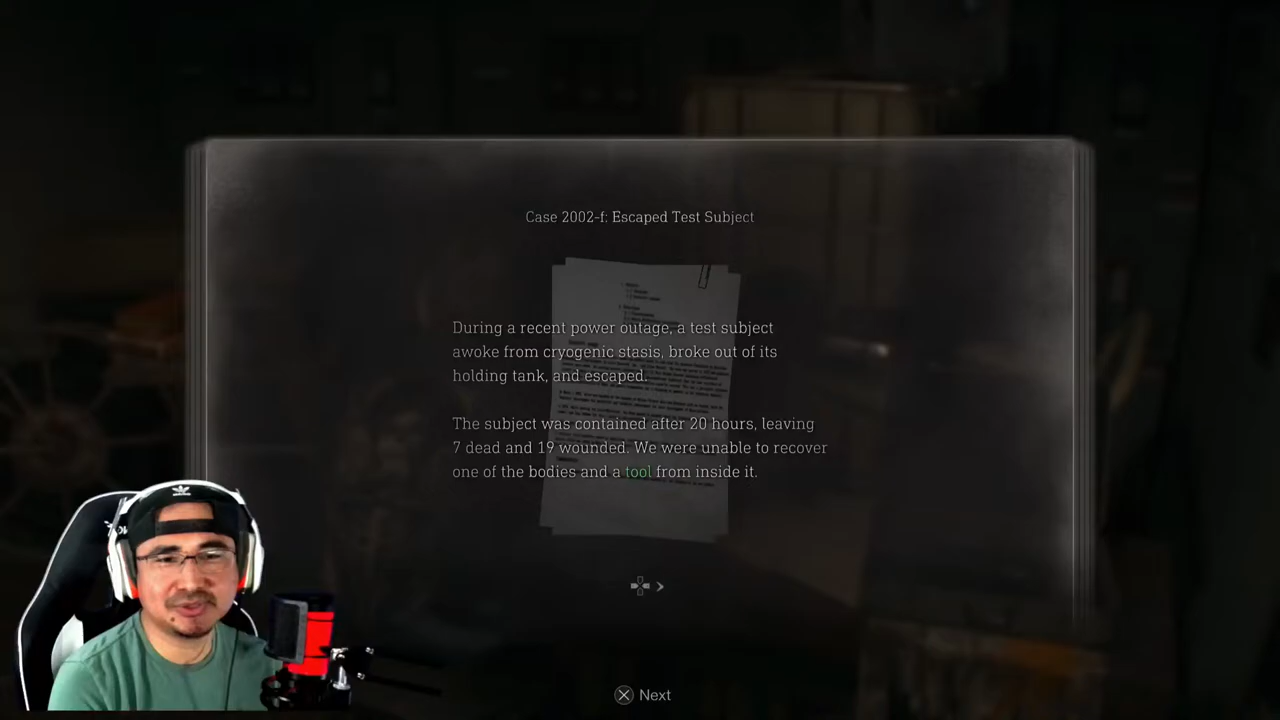 Case 2002-f: Escaped Test Subject
During a recent power outage, a test subject
awoke from cryogenic stasis, broke out of its
holding tank, and escaped.
The subject was contained after 20 hours, leaving
7 dead and 19 wounded. We were unable to recover
one of the bodies and a tool from inside it.
Next